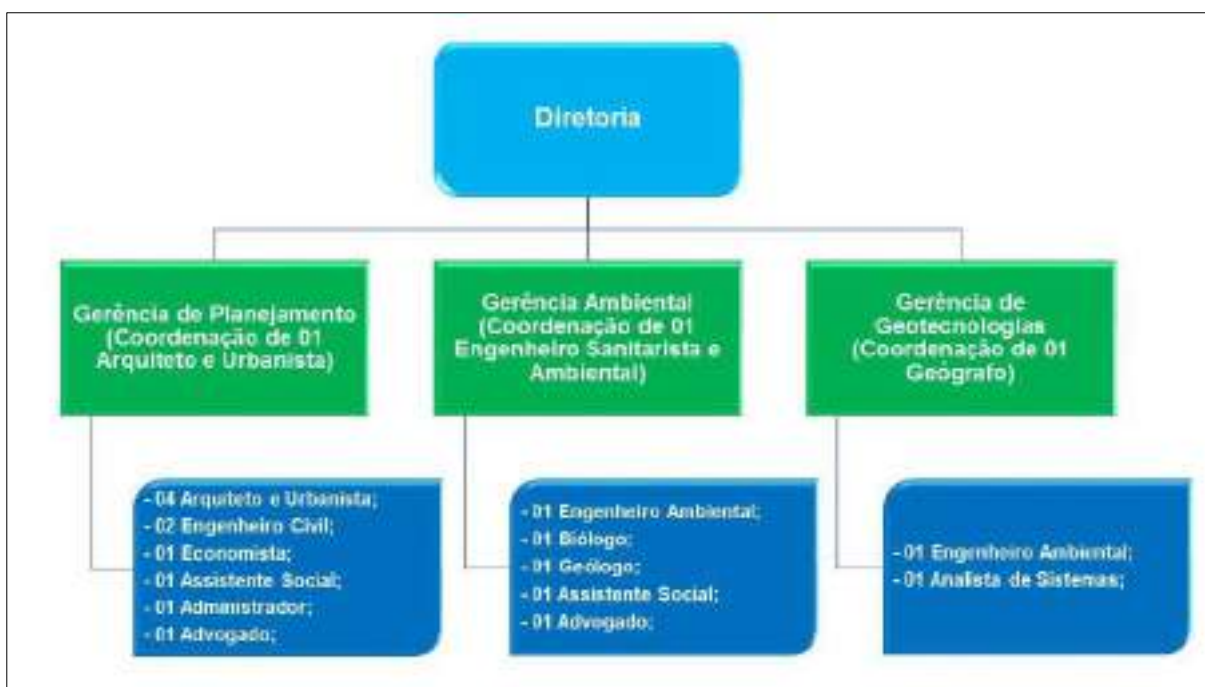 Diretoria
Gerência de Planejamento
(Coordenação de 01
Arquiteto e Urbanista)
Gerência Ambiental
(Coordenação de 01
Engenheiro Sanitarista e
Ambiental)
Gerência de
Geotecnologias
(Coordenação de 01
Geógrafo)
- 04 Arquiteto e Urbanista;
- 02 Engenheiro Civil;
- 01 Economista;
- 01 Assistente Social;
- 01 Administrador;
- 01 Advogado;
- 01 Engenheiro Ambiental;
- 01 Biólogo;
- 01 Geólogo;
- 01 Assistente Social;
- 01 Advogado;
- 01 Engenheiro Ambiental;
- 01 Analista de Sistemas;